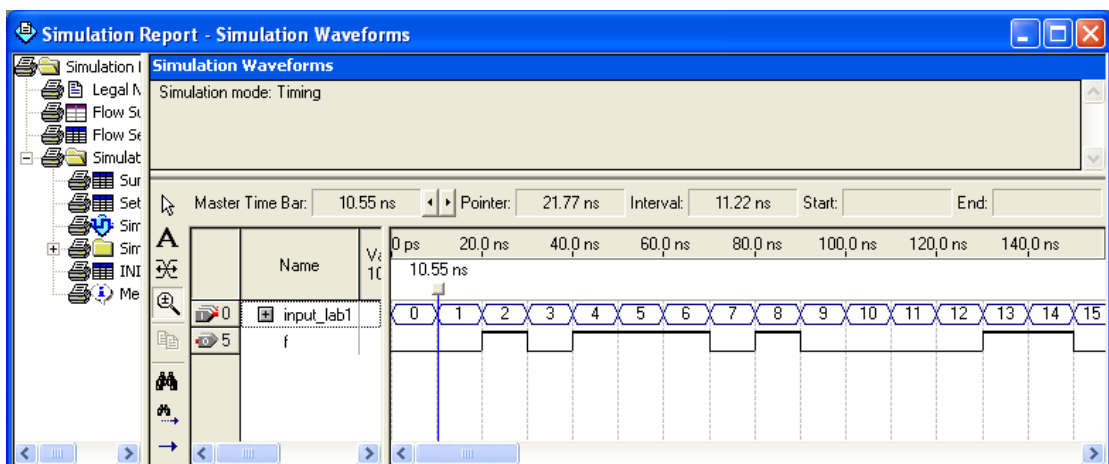 Simulation Report - Simulation Waveforms
Simulation I
Legal N
Flow Su
Flow Se
Simulat
Sur
Set
Sir
Sir
INI
Me
Simulation Waveforms
Simulation mode: Timing
Master Time Bar: 10.55 ns Pointer: 21.77 ns Interval: 11.22 ns Start: End:
A
Name
Va
10
0 ps 20.0 ns 40.0 ns 60.0 ns 80.0 ns 100.0 ns 120.0 ns 140.0 ns
10.55 ns
0 input_lab1 0 1 2 3 4 5 6 7 8 9 10 11 12 13 14 15
5 f